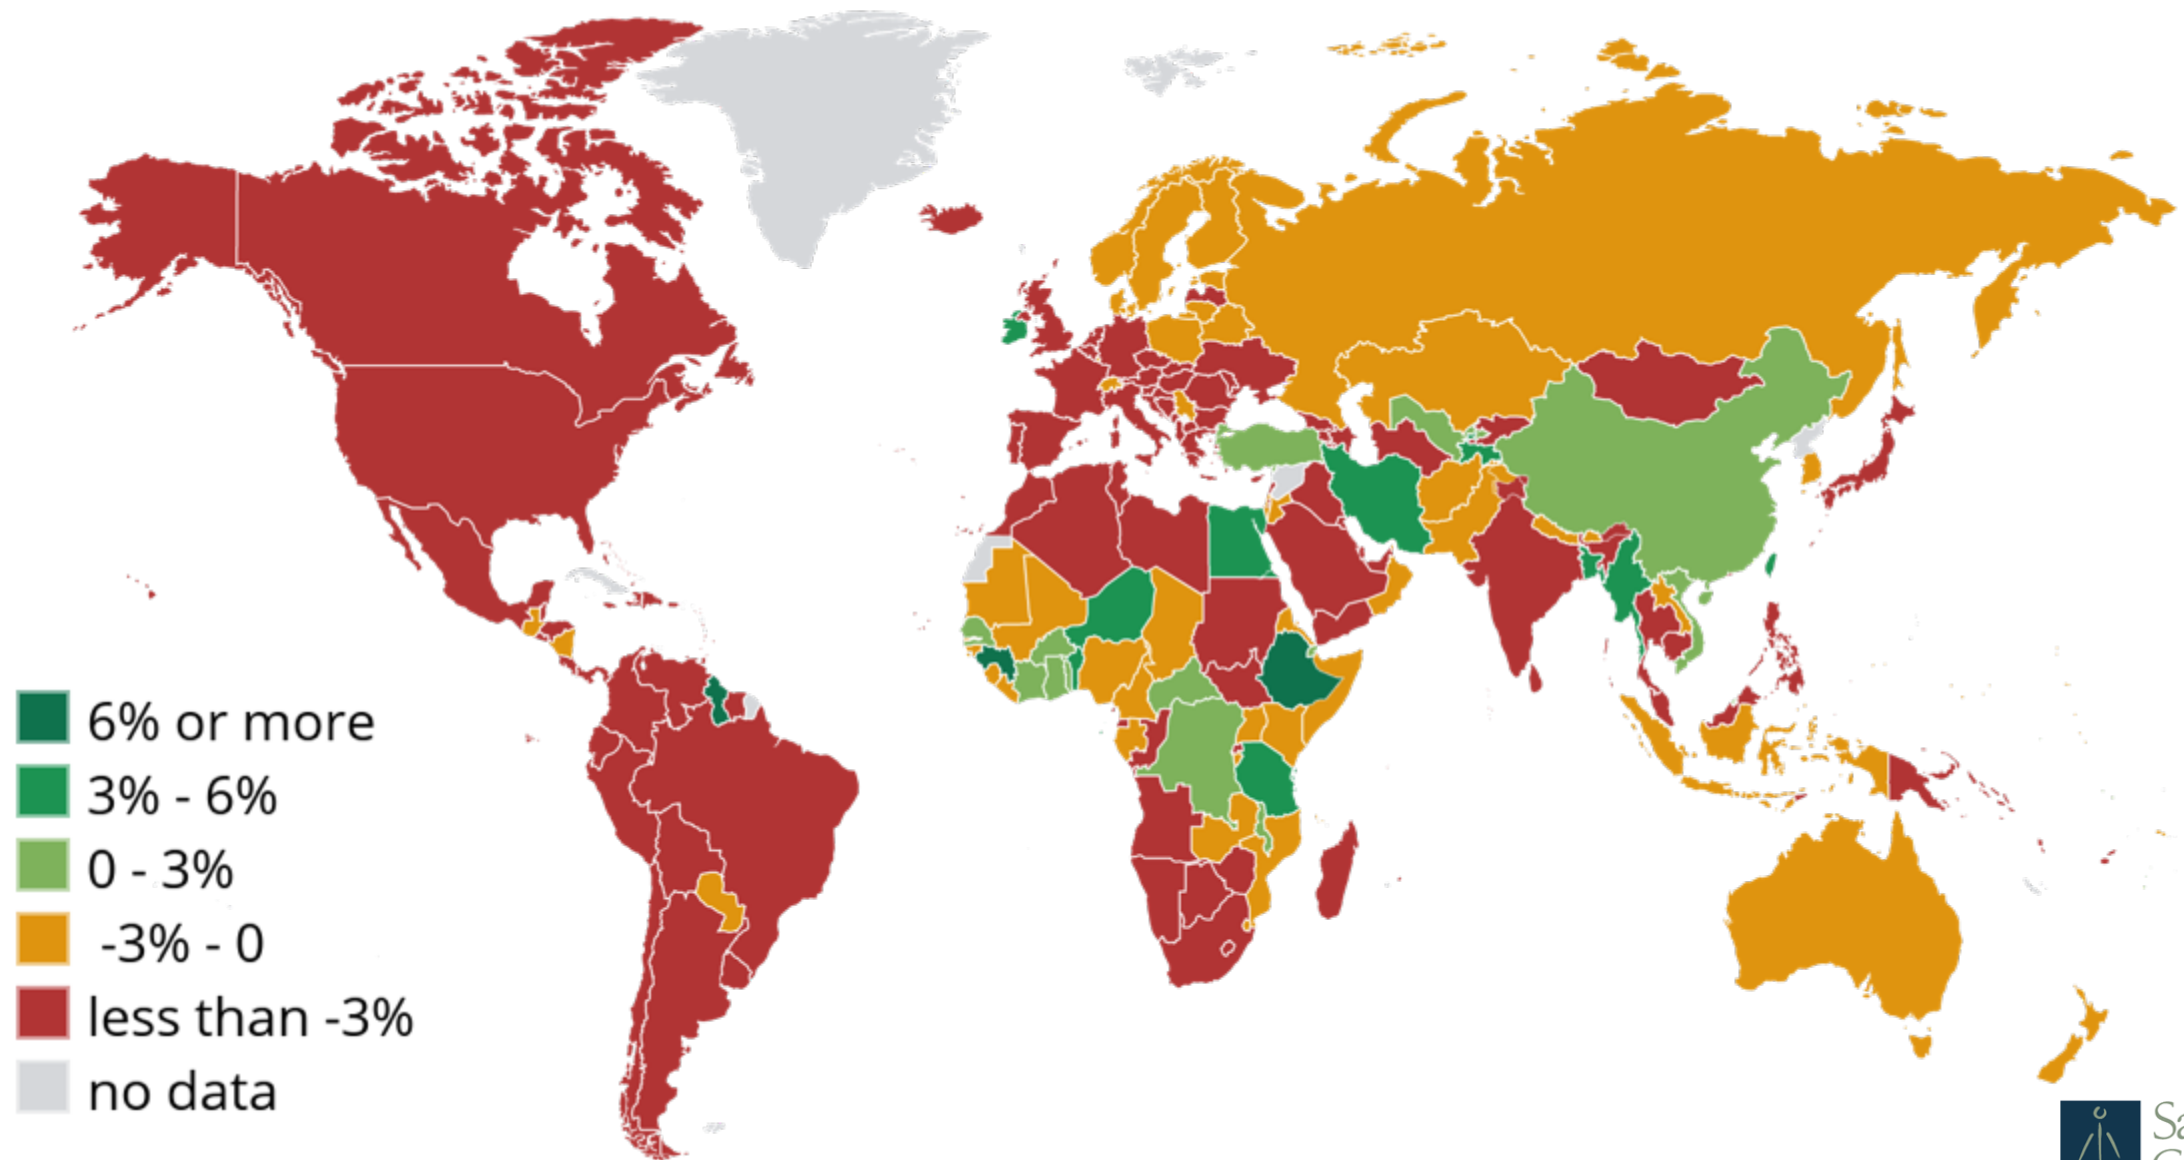 6% or more
3% - 6%
0 - 3%
-3% - 0
less than -3%
no data